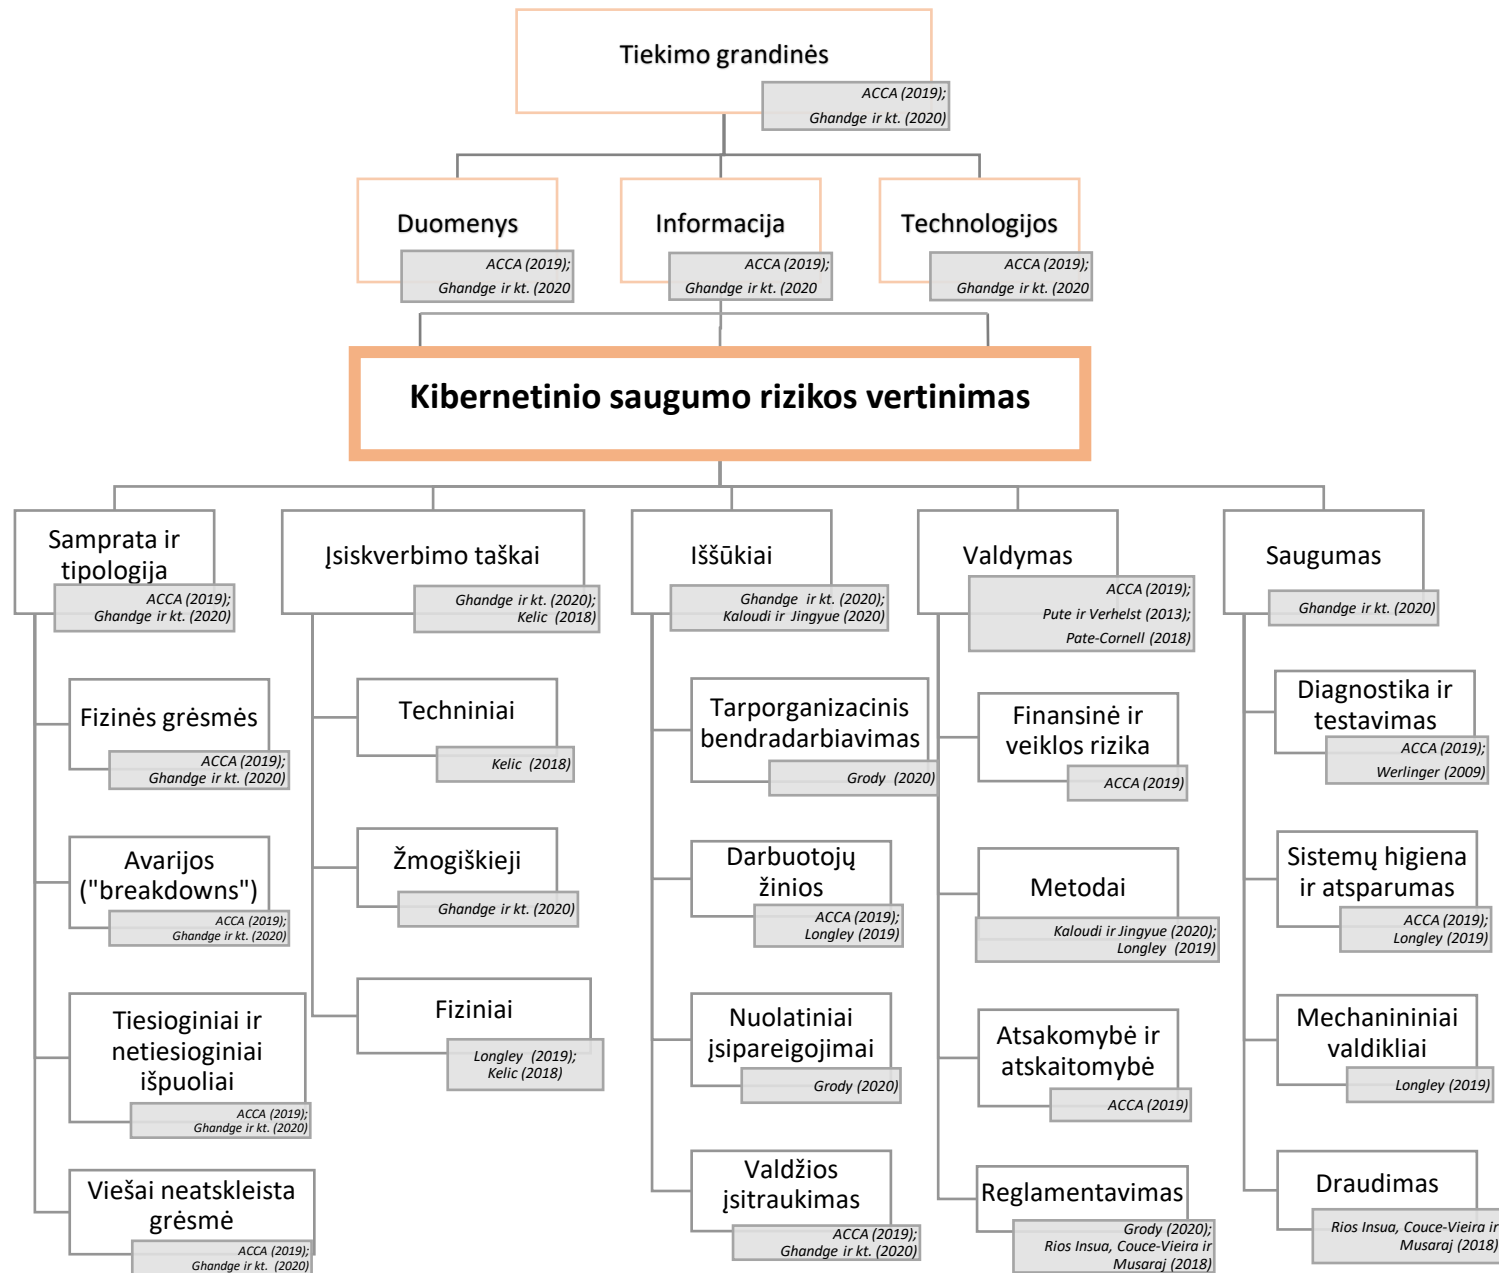 Tiekimo grandinės
ACCA (2019);
Ghandge ir kt. (2020)
Duomenys
ACCA (2019);
Ghandge ir kt. (2020
Informacija
ACCA (2019);
Ghandge ir kt. (2020
Technologijos
ACCA (2019);
Ghandge ir kt. (2020
Kibernetinio saugumo rizikos vertinimas
Samprata ir
tipologija
ACCA (2019);
Ghandge ir kt. (2020)
Fizinės grėsmės
ACCA (2019);
Ghandge ir kt. (2020)
Avarijos
("breakdowns")
ACCA (2019);
Ghandge ir kt. (2020)
Tiesioginiai ir
netiesioginiai
išpuoliai
ACCA (2019);
Ghandge ir kt. (2020)
Viešai neatskleista
grėsmė
ACCA (2019);
Ghandge ir kt. (2020)
Įsiskverbimo taškai
Ghandge ir kt. (2020);
Kelic (2018)
Techniniai
Kelic (2018)
Žmogiškieji
Ghandge ir kt. (2020)
Fiziniai
Longley (2019);
Kelic (2018)
Iššūkiai
Ghandge ir kt. (2020);
Kaloudi ir Jingyue (2020)
Tarporganizacinis
bendradarbiavimas
Grody (2020)
Darbuotojų
žinios
ACCA (2019);
Longley (2019)
Nuolatiniai
įsipareigojimai
Grody (2020)
Valdžios
įsitraukimas
ACCA (2019);
Ghandge ir kt. (2020)
Valdymas
ACCA (2019);
Pute ir Verhelst (2013);
Pate-Cornell (2018)
Finansinė ir
veiklos rizika
ACCA (2019)
Metodai
Kaloudi ir Jingyue (2020);
Longley (2019)
Atsakomybė ir
atskaitomybė
ACCA (2019)
Reglamentavimas
Grody (2020);
Rios Insua, Couce-Vieira ir
Musaraj (2018)
Saugumas
Ghandge ir kt. (2020)
Diagnostika ir
testavimas
ACCA (2019);
Werlinger (2009)
Sistemų higiena
ir atsparumas
ACCA (2019);
Longley (2019)
Mechanininiai
valdikliai
Longley (2019)
Draudimas
Rios Insua, Couce-Vieira ir
Musaraj (2018)